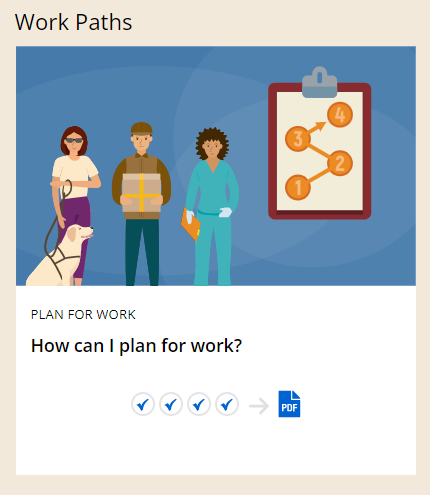 Work Paths
4
3
2
1
PLAN FOR WORK
How can I plan for work?
PDF